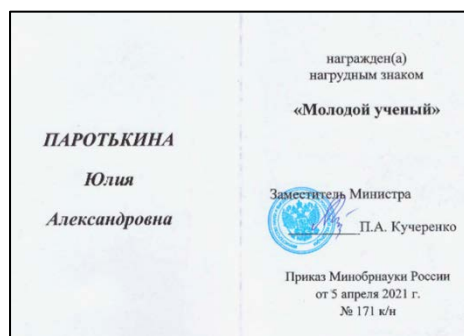 ПАРОТЬКИНА
Юлия
Александровна
награжден(а)
нагрудным знаком
«Молодой ученый»
Заместитель Министра
П.А. Кучеренко
Приказ Минобрнауки России
от 5 апреля 2021 г.
№ 171 к/н